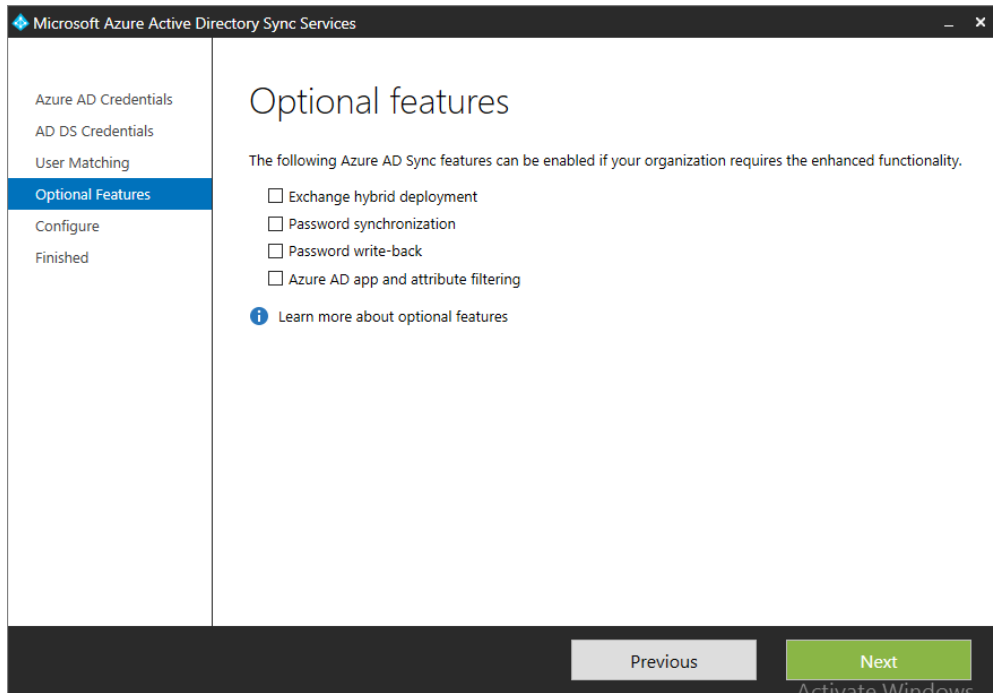 Microsoft Azure Active Directory Sync Services
Azure AD Credentials
AD DS Credentials
User Matching
Optional Features
Configure
Finished
Optional features
The following Azure AD Sync features can be enabled if your organization requires the enhanced functionality.
Exchange hybrid deployment
Password synchronization
Password write-back
Azure AD app and attribute filtering
Learn more about optional features
Previous
Next
Activate Windows